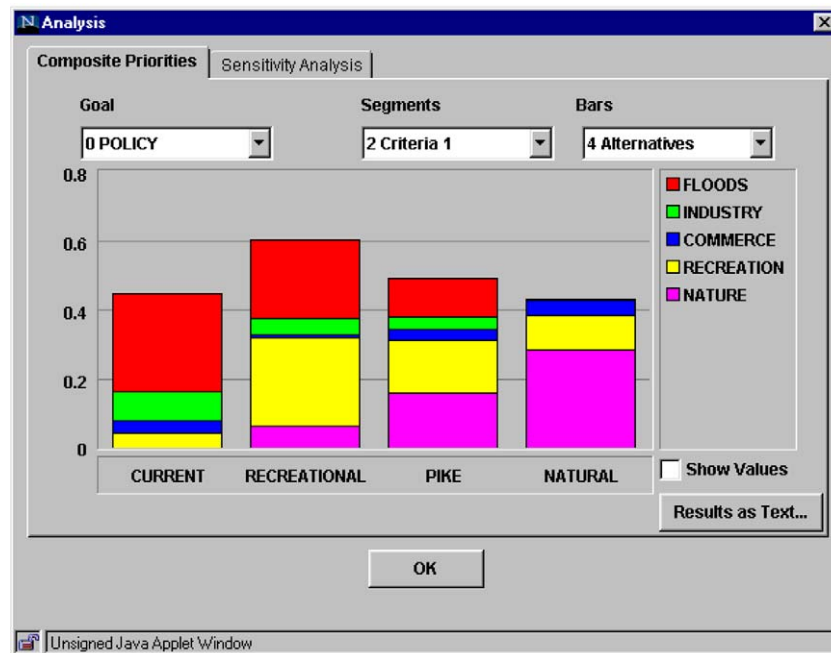 N Analysis
Composite Priorities Sensitivity Analysis
Goal Segments Bars
0 POLICY 2 Criteria 1 4 Alternatives
0.8
0.6
0.4
0.2
0
FLOODS
INDUSTRY
COMMERCE
RECREATION
NATURE
CURRENT RECREATIONAL PIKE NATURAL
Show Values
Results as Text...
OK
Unsigned Java Applet Window